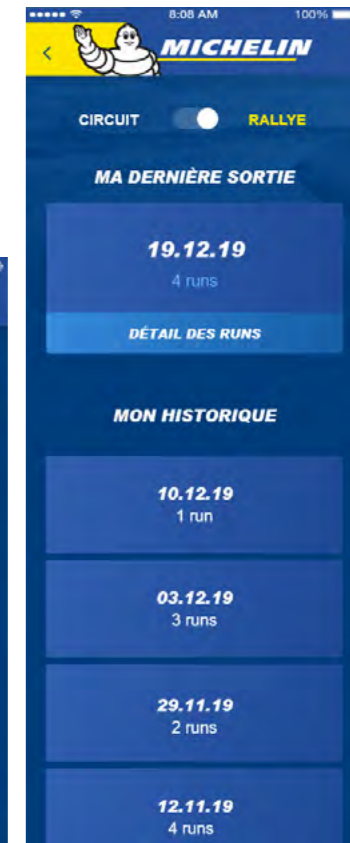 8:08 AM 100%
MICHELIN
CIRCUIT RALLYE
MA DERNIÈRE SORTIE
19.12.19
4 runs
DÉTAIL DES RUNS
MON HISTORIQUE
10.12.19
1 run
03.12.19
3 runs
29.11.19
2 runs
12.11.19
4 runs